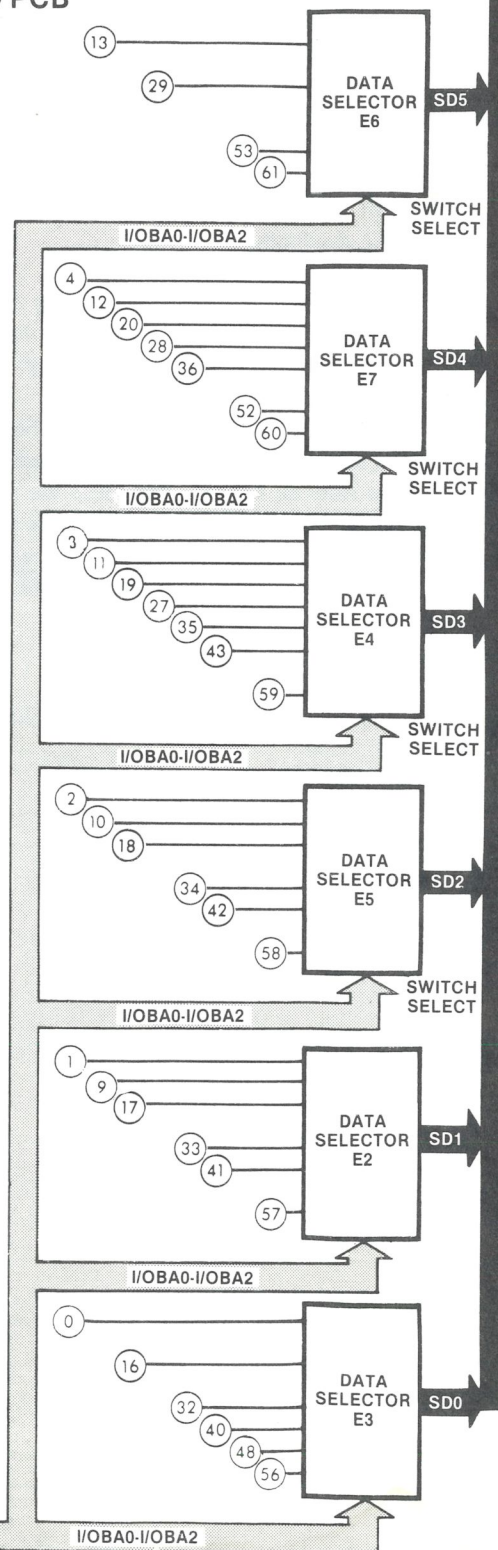 PCB
13
29
53
61
DATA
SELECTOR
E6
SD5
SWITCH
SELECT
I/OBA0-I/OBA2
4
12
20
28
36
52
60
DATA
SELECTOR
E7
SD4
SWITCH
SELECT
I/OBA0-I/OBA2
3
11
19
27
35
43
59
DATA
SELECTOR
E4
SD3
SWITCH
SELECT
I/OBA0-I/OBA2
2
10
18
34
42
58
DATA
SELECTOR
E5
SD2
SWITCH
SELECT
I/OBA0-I/OBA2
1
9
17
33
41
57
DATA
SELECTOR
E2
SD1
I/OBA0-I/OBA2
0
16
32
40
48
56
DATA
SELECTOR
E3
SD0
I/OBA0-I/OBA2